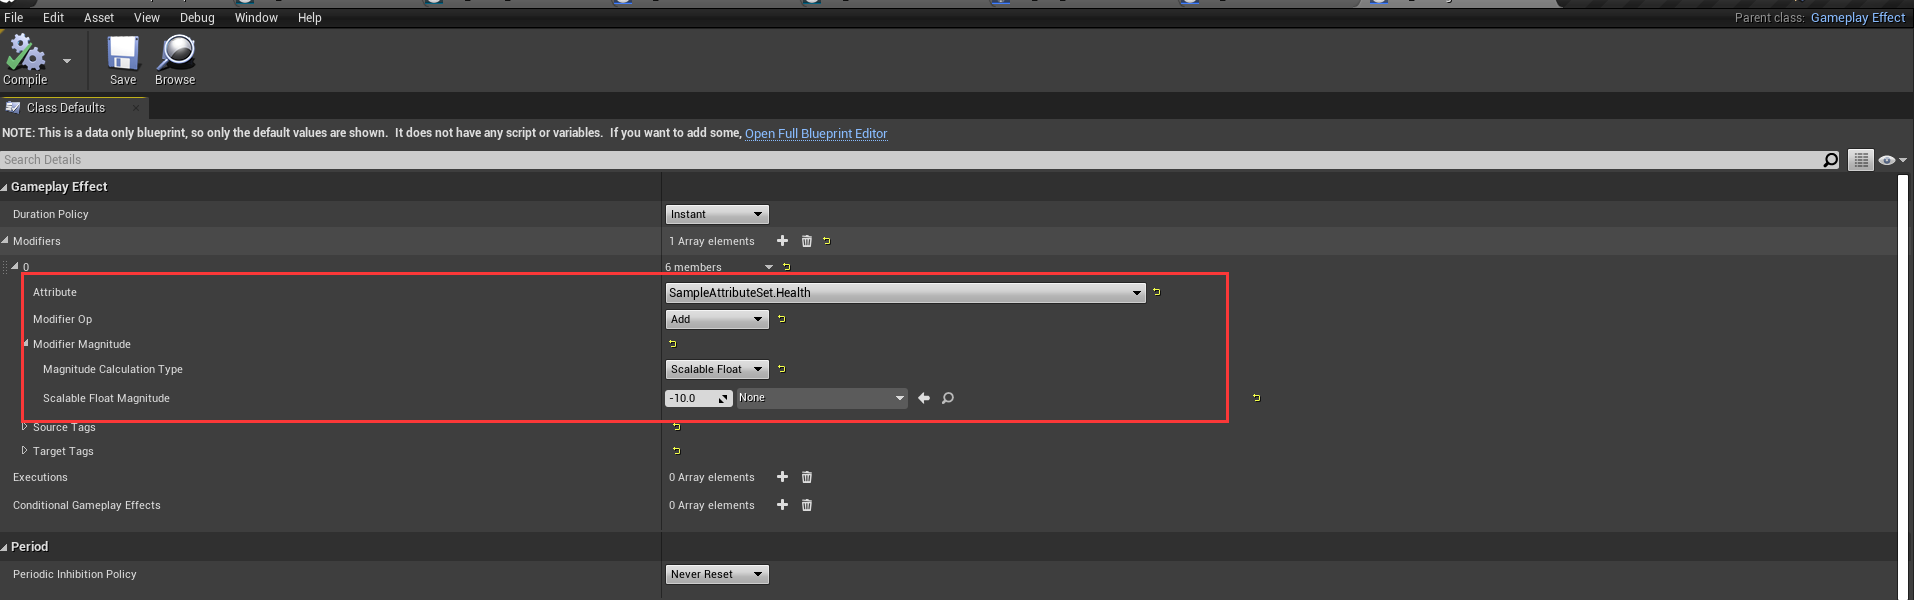 File Edit Asset View Debug Window Help
Parent class: Gameplay Effect
Compile Save Browse
Class Defaults
NOTE: This is a data only blueprint, so only the default values are shown. It does not have any script or variables. If you want to add some, Open Full Blueprint Editor
Search Details
Gameplay Effect
Duration Policy Instant
Modifiers 1 Array elements
0 6 members
Attribute SampleAttributeSet.Health
Modifier Op Add
Modifier Magnitude
Magnitude Calculation Type Scalable Float
Scalable Float Magnitude -10.0 None
Source Tags
Target Tags
Executions 0 Array elements
Conditional Gameplay Effects 0 Array elements
Period
Periodic Inhibition Policy Never Reset